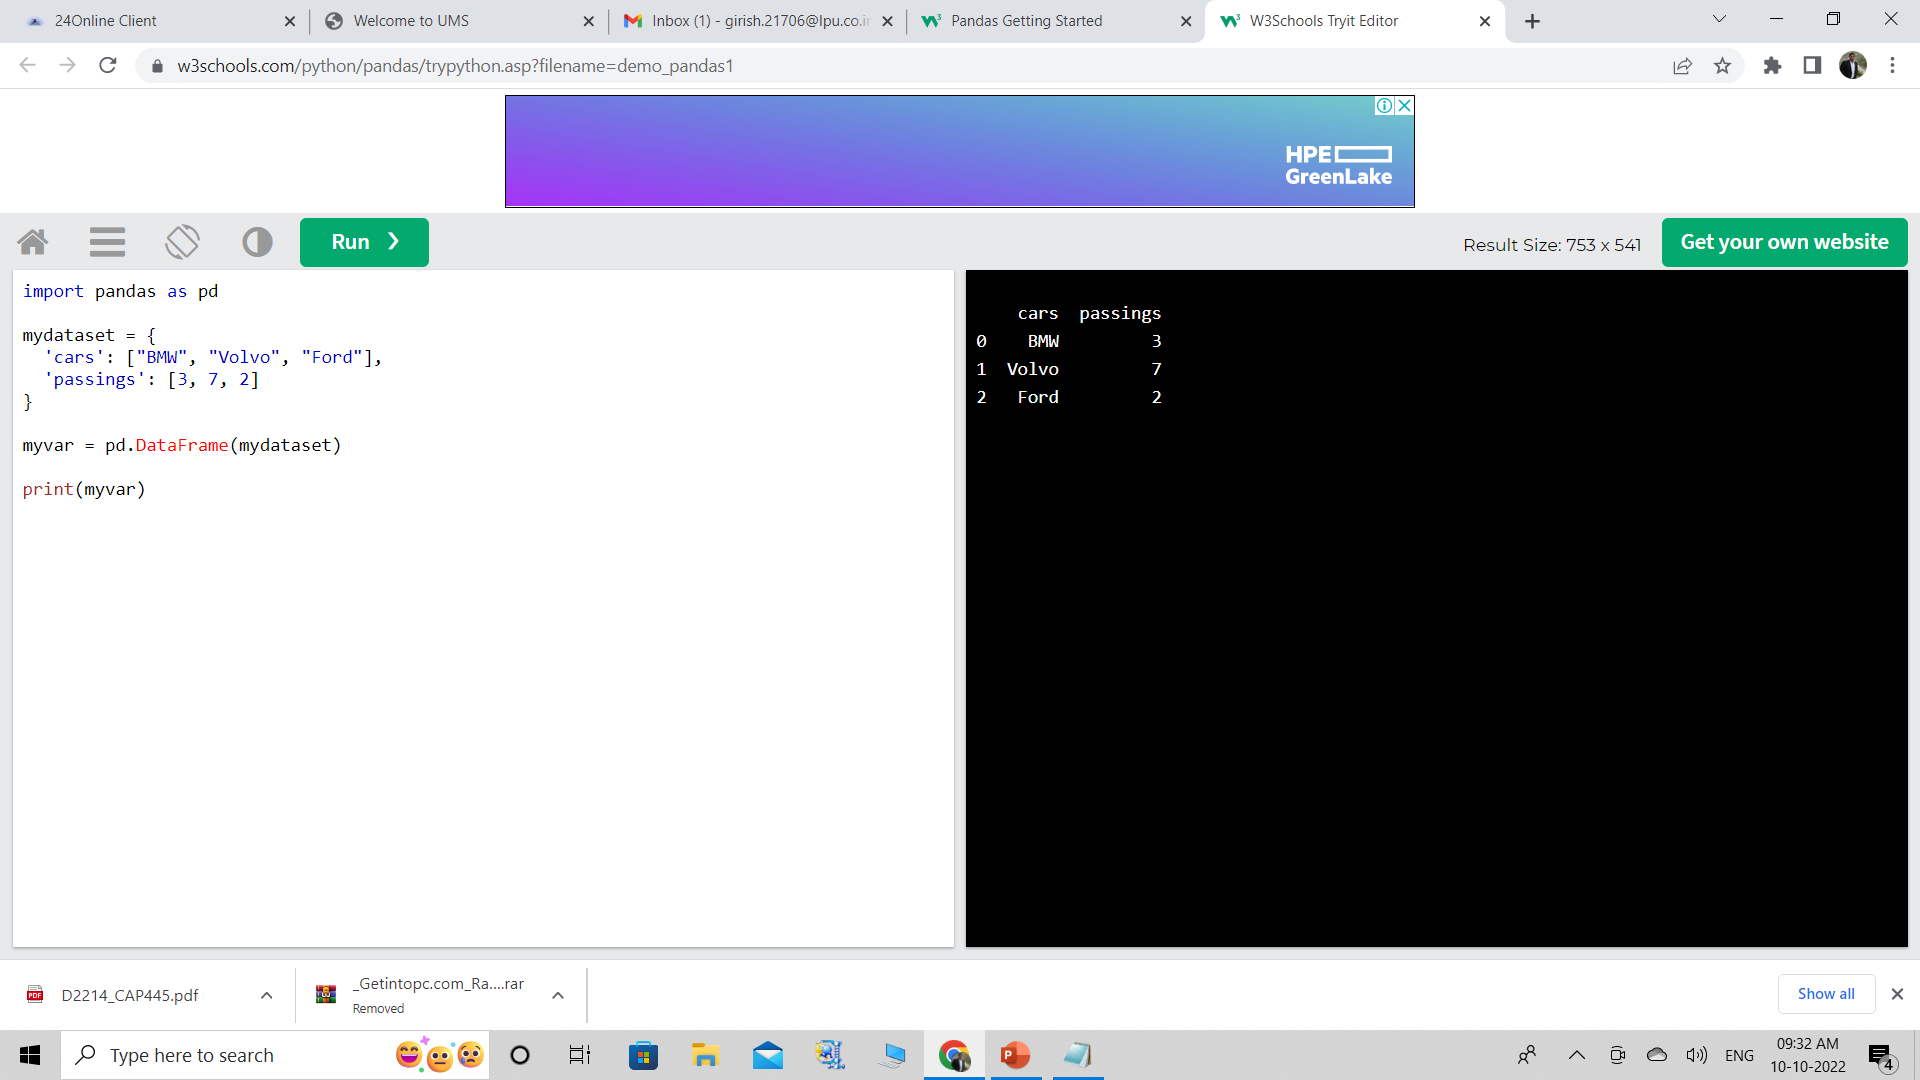 24Online Client
Welcome to UMS
Inbox (1) - girish.21706@lpu.co.in
Pandas Getting Started
W3Schools Tryit Editor
w3schools.com/python/pandas/trypython.asp?filename=demo_pandas1
HPE
GreenLake
Run ❯
Result Size: 753 x 541
Get your own website
import pandas as pd
mydataset = {
  'cars': ["BMW", "Volvo", "Ford"],
  'passings': [3, 7, 2]
}
myvar = pd.DataFrame(mydataset)
print(myvar)
cars passings
0 BMW 3
1 Volvo 7
2 Ford 2
PDF
D2214_CAP445.pdf
_Getintopc.com_Ra....rar
Removed
Show all
Type here to search
P
ENG
09:32 AM
10-10-2022
4